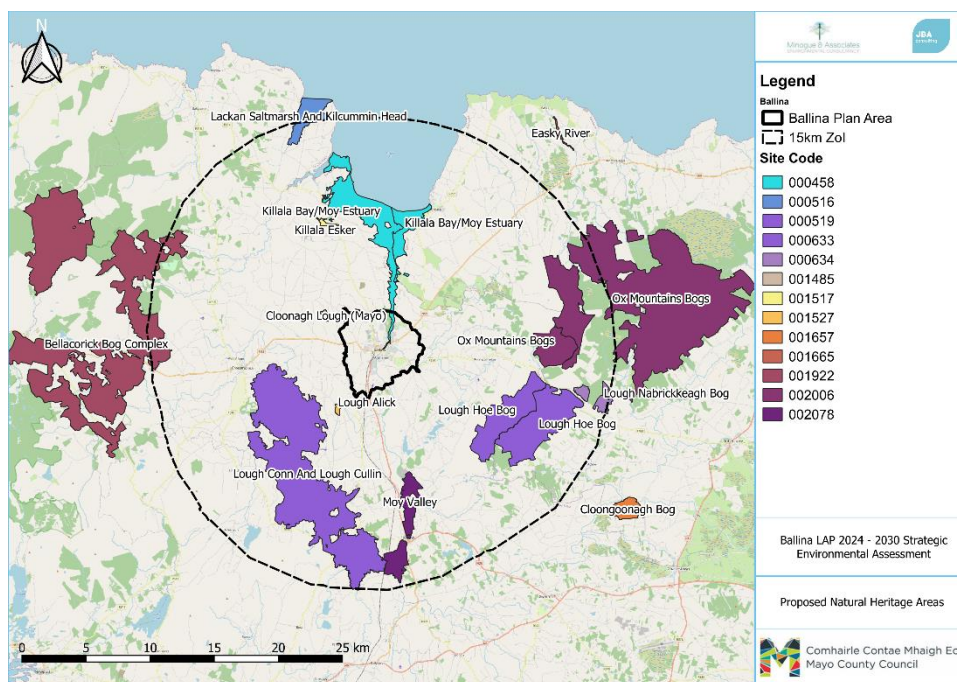 N
Lackan Saltmarsh And Kilcummin Head
Easky River
Killala Bay/Moy Estuary
Killala Esker
Killala Bay/Moy Estuary
Ox Mountains Bogs
Cloonagh Lough (Mayo)
Ox Mountains Bogs
Bellacorick Bog Complex
Lough Nabrickkeagh Bog
Lough Alick
Lough Hoe Bog
Lough Hoe Bog
Lough Conn And Lough Cullin
Moy Valley
Cloongoonagh Bog
0 5 10 15 20 25 km
Minogue & Associates
ENVIRONMENTAL CONSULTANCY
JBA
consulting
Legend
Ballina
Ballina Plan Area
15km ZoI
Site Code
000458
000516
000519
000633
000634
001485
001517
001527
001657
001665
001922
002006
002078
Ballina LAP 2024 - 2030 Strategic
Environmental Assessment
Proposed Natural Heritage Areas
Comhairle Contae Mhaigh Eo
Mayo County Council